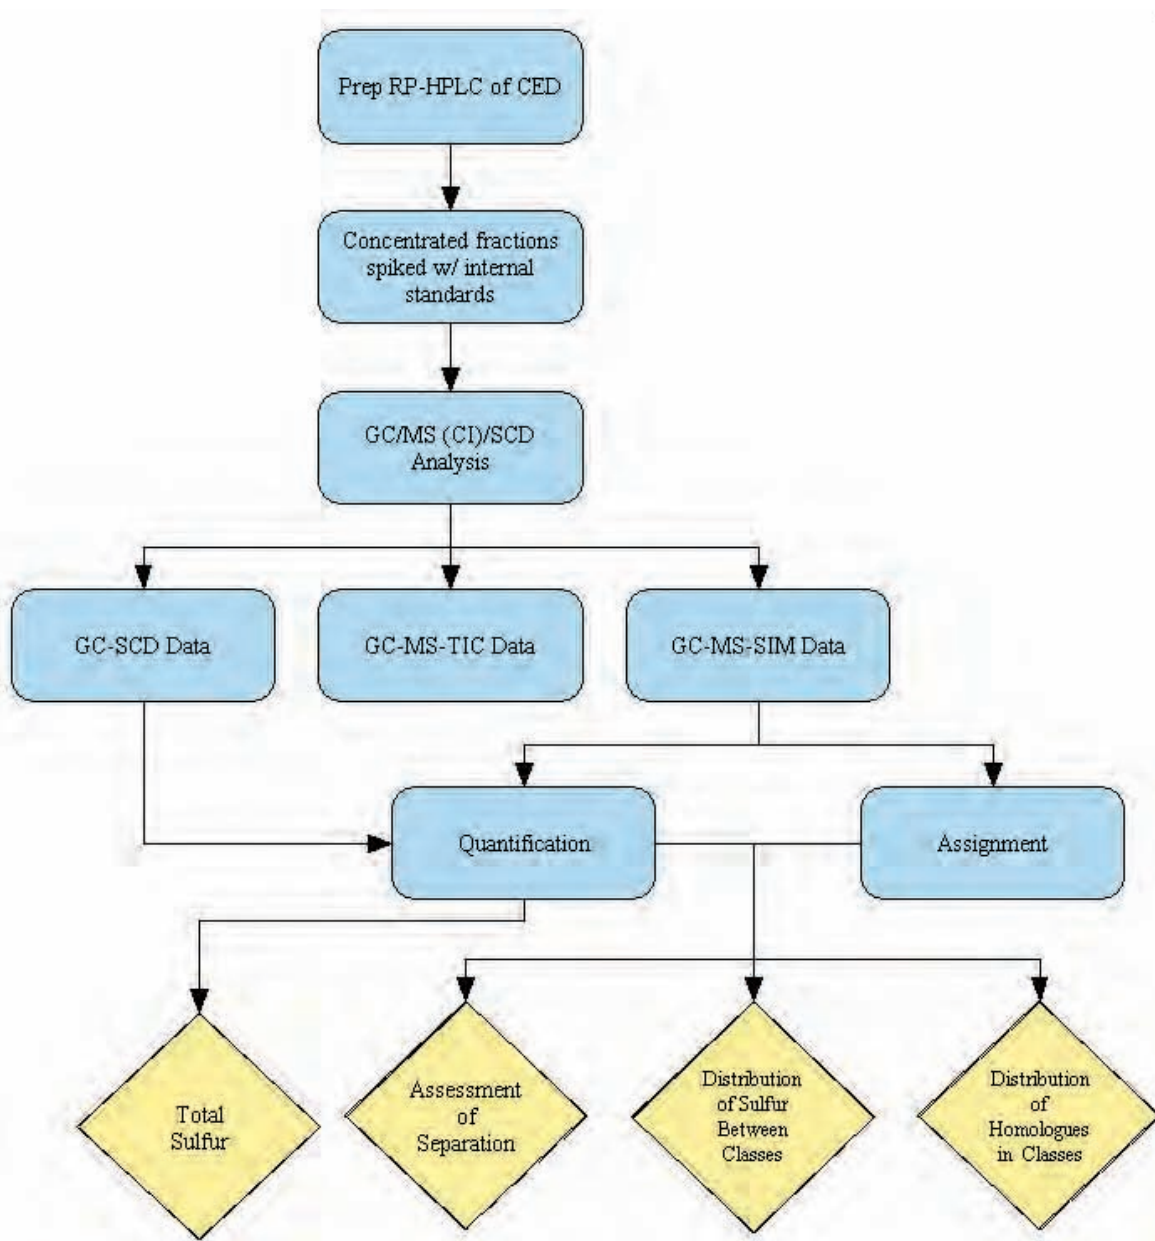 Prep RP-HPLC of CED
Concentrated fractions
spiked w/ internal
standards
GC/MS (CI)/SCD
Analysis
GC-SCD Data
GC-MS-TIC Data
GC-MS-SIM Data
Quantification
Assignment
Total
Sulfur
Assessment
of
Separation
Distribution
of Sulfur
Between
Classes
Distribution
of
Homologues
in Classes